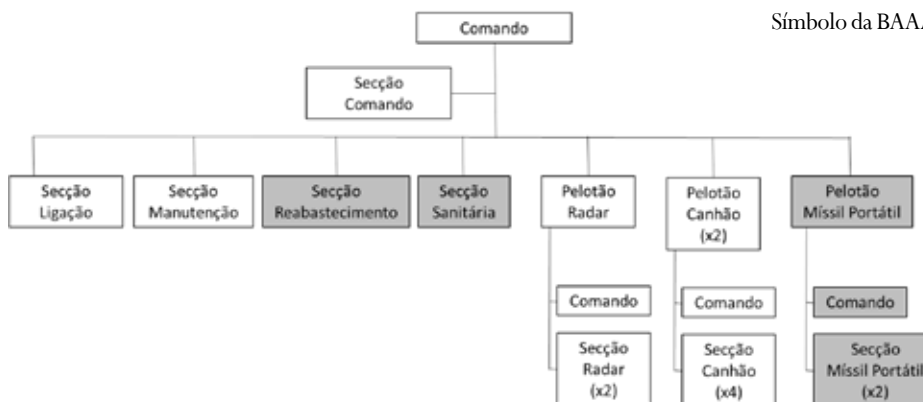 Símbolo da BAAA
Comando
Secção
Comando
Secção
Ligação
Secção
Manutenção
Secção
Reabastecimento
Secção
Sanitária
Pelotão
Radar
Pelotão
Canhão
(x2)
Pelotão
Míssil Portátil
Comando
Comando
Comando
Secção
Radar
(x2)
Secção
Canhão
(x4)
Secção
Míssil Portátil
(x2)